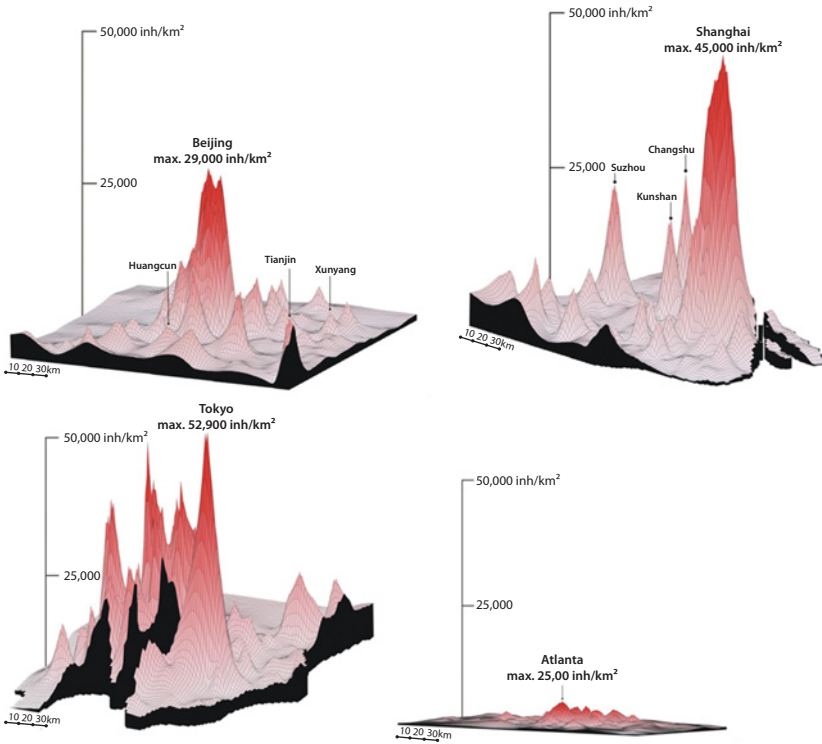 50,000 inh/km²
Beijing
max. 29,000 inh/km²
25,000
Huangcun
Tianjin
Xunyang
10 20 30km
50,000 inh/km²
Shanghai
max. 45,000 inh/km²
25,000
Suzhou
Changshu
Kunshan
10 20 30km
Tokyo
max. 52,900 inh/km²
50,000 inh/km²
25,000
10 20 30km
50,000 inh/km²
25,000
Atlanta
max. 25,00 inh/km²
10 20 30km